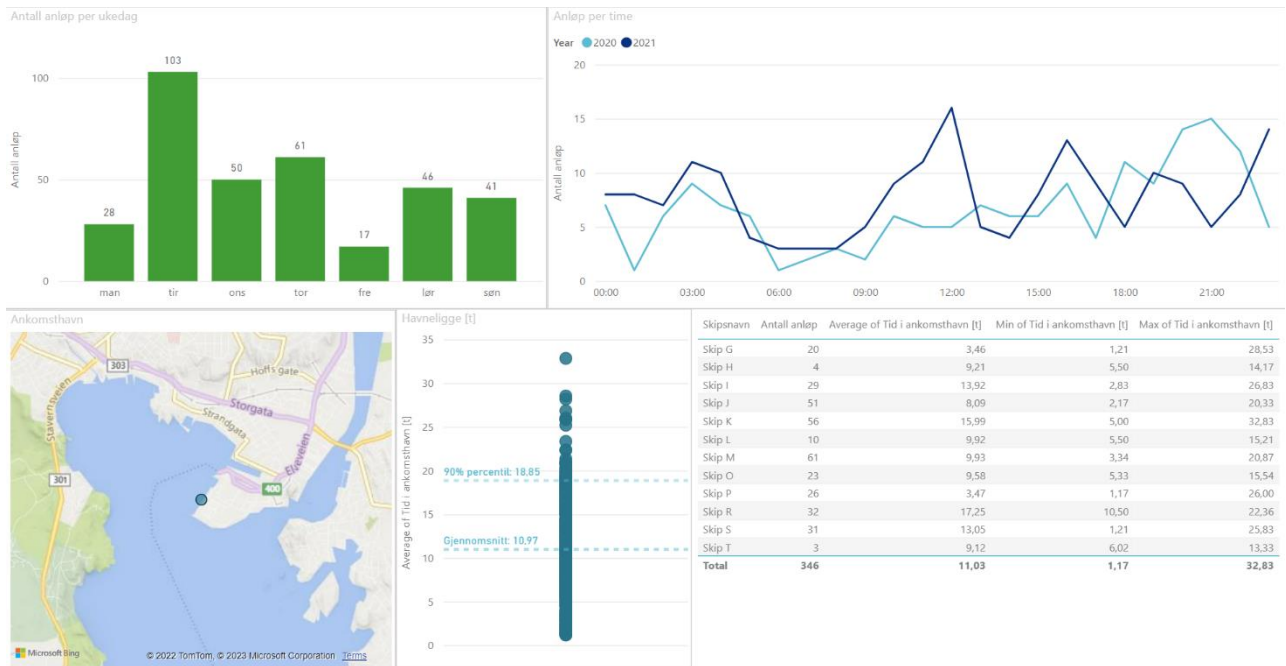 Antall anløp per ukedag
Antall anløp
100
50
0
28
103
50
61
17
46
41
man tir ons tor fre lør søn
Anløp per time
Year 2020 2021
Antall anløp
20
15
10
5
0
00:00 03:00 06:00 09:00 12:00 15:00 18:00 21:00
Ankomsthavn
303
Hoffs gate
Storgata
Stavernsveien
Strandgata
Elveveien
301
400
Microsoft Bing
© 2022 TomTom, © 2023 Microsoft Corporation Terms
Havneligge [t]
Average of Tid i ankomsthavn [t]
35
30
25
20
90% percentil: 18,85
15
Gjennomsnitt: 10,97
10
5
0
Skipsnavn Antall anløp Average of Tid i ankomsthavn [t] Min of Tid i ankomsthavn [t] Max of Tid i ankomsthavn [t]
Skip G 20 3,46 1,21 28,53
Skip H 4 9,21 5,50 14,17
Skip I 29 13,92 2,83 26,83
Skip J 51 8,09 2,17 20,33
Skip K 56 15,99 5,00 32,83
Skip L 10 9,92 5,50 15,21
Skip M 61 9,93 3,34 20,87
Skip O 23 9,58 5,33 15,54
Skip P 26 3,47 1,17 26,00
Skip R 32 17,25 10,50 22,36
Skip S 31 13,05 1,21 25,83
Skip T 3 9,12 6,02 13,33
Total 346 11,03 1,17 32,83